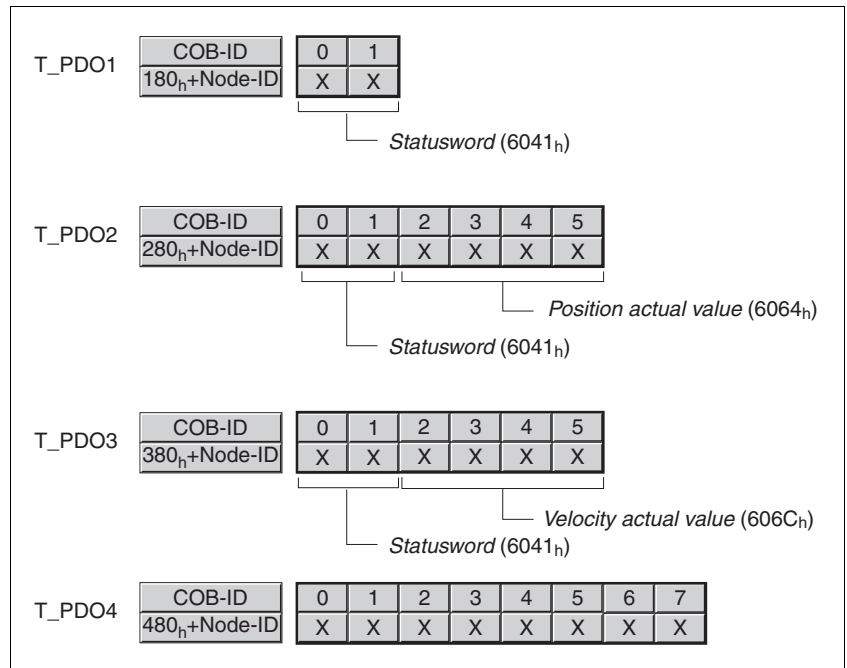 T_PDO1 COB-ID 0 1
180h+Node-ID X X
Statusword (6041h)
T_PDO2 COB-ID 0 1 2 3 4 5
280h+Node-ID X X X X X X
Position actual value (6064h)
Statusword (6041h)
T_PDO3 COB-ID 0 1 2 3 4 5
380h+Node-ID X X X X X X
Velocity actual value (606Ch)
Statusword (6041h)
T_PDO4 COB-ID 0 1 2 3 4 5 6 7
480h+Node-ID X X X X X X X X